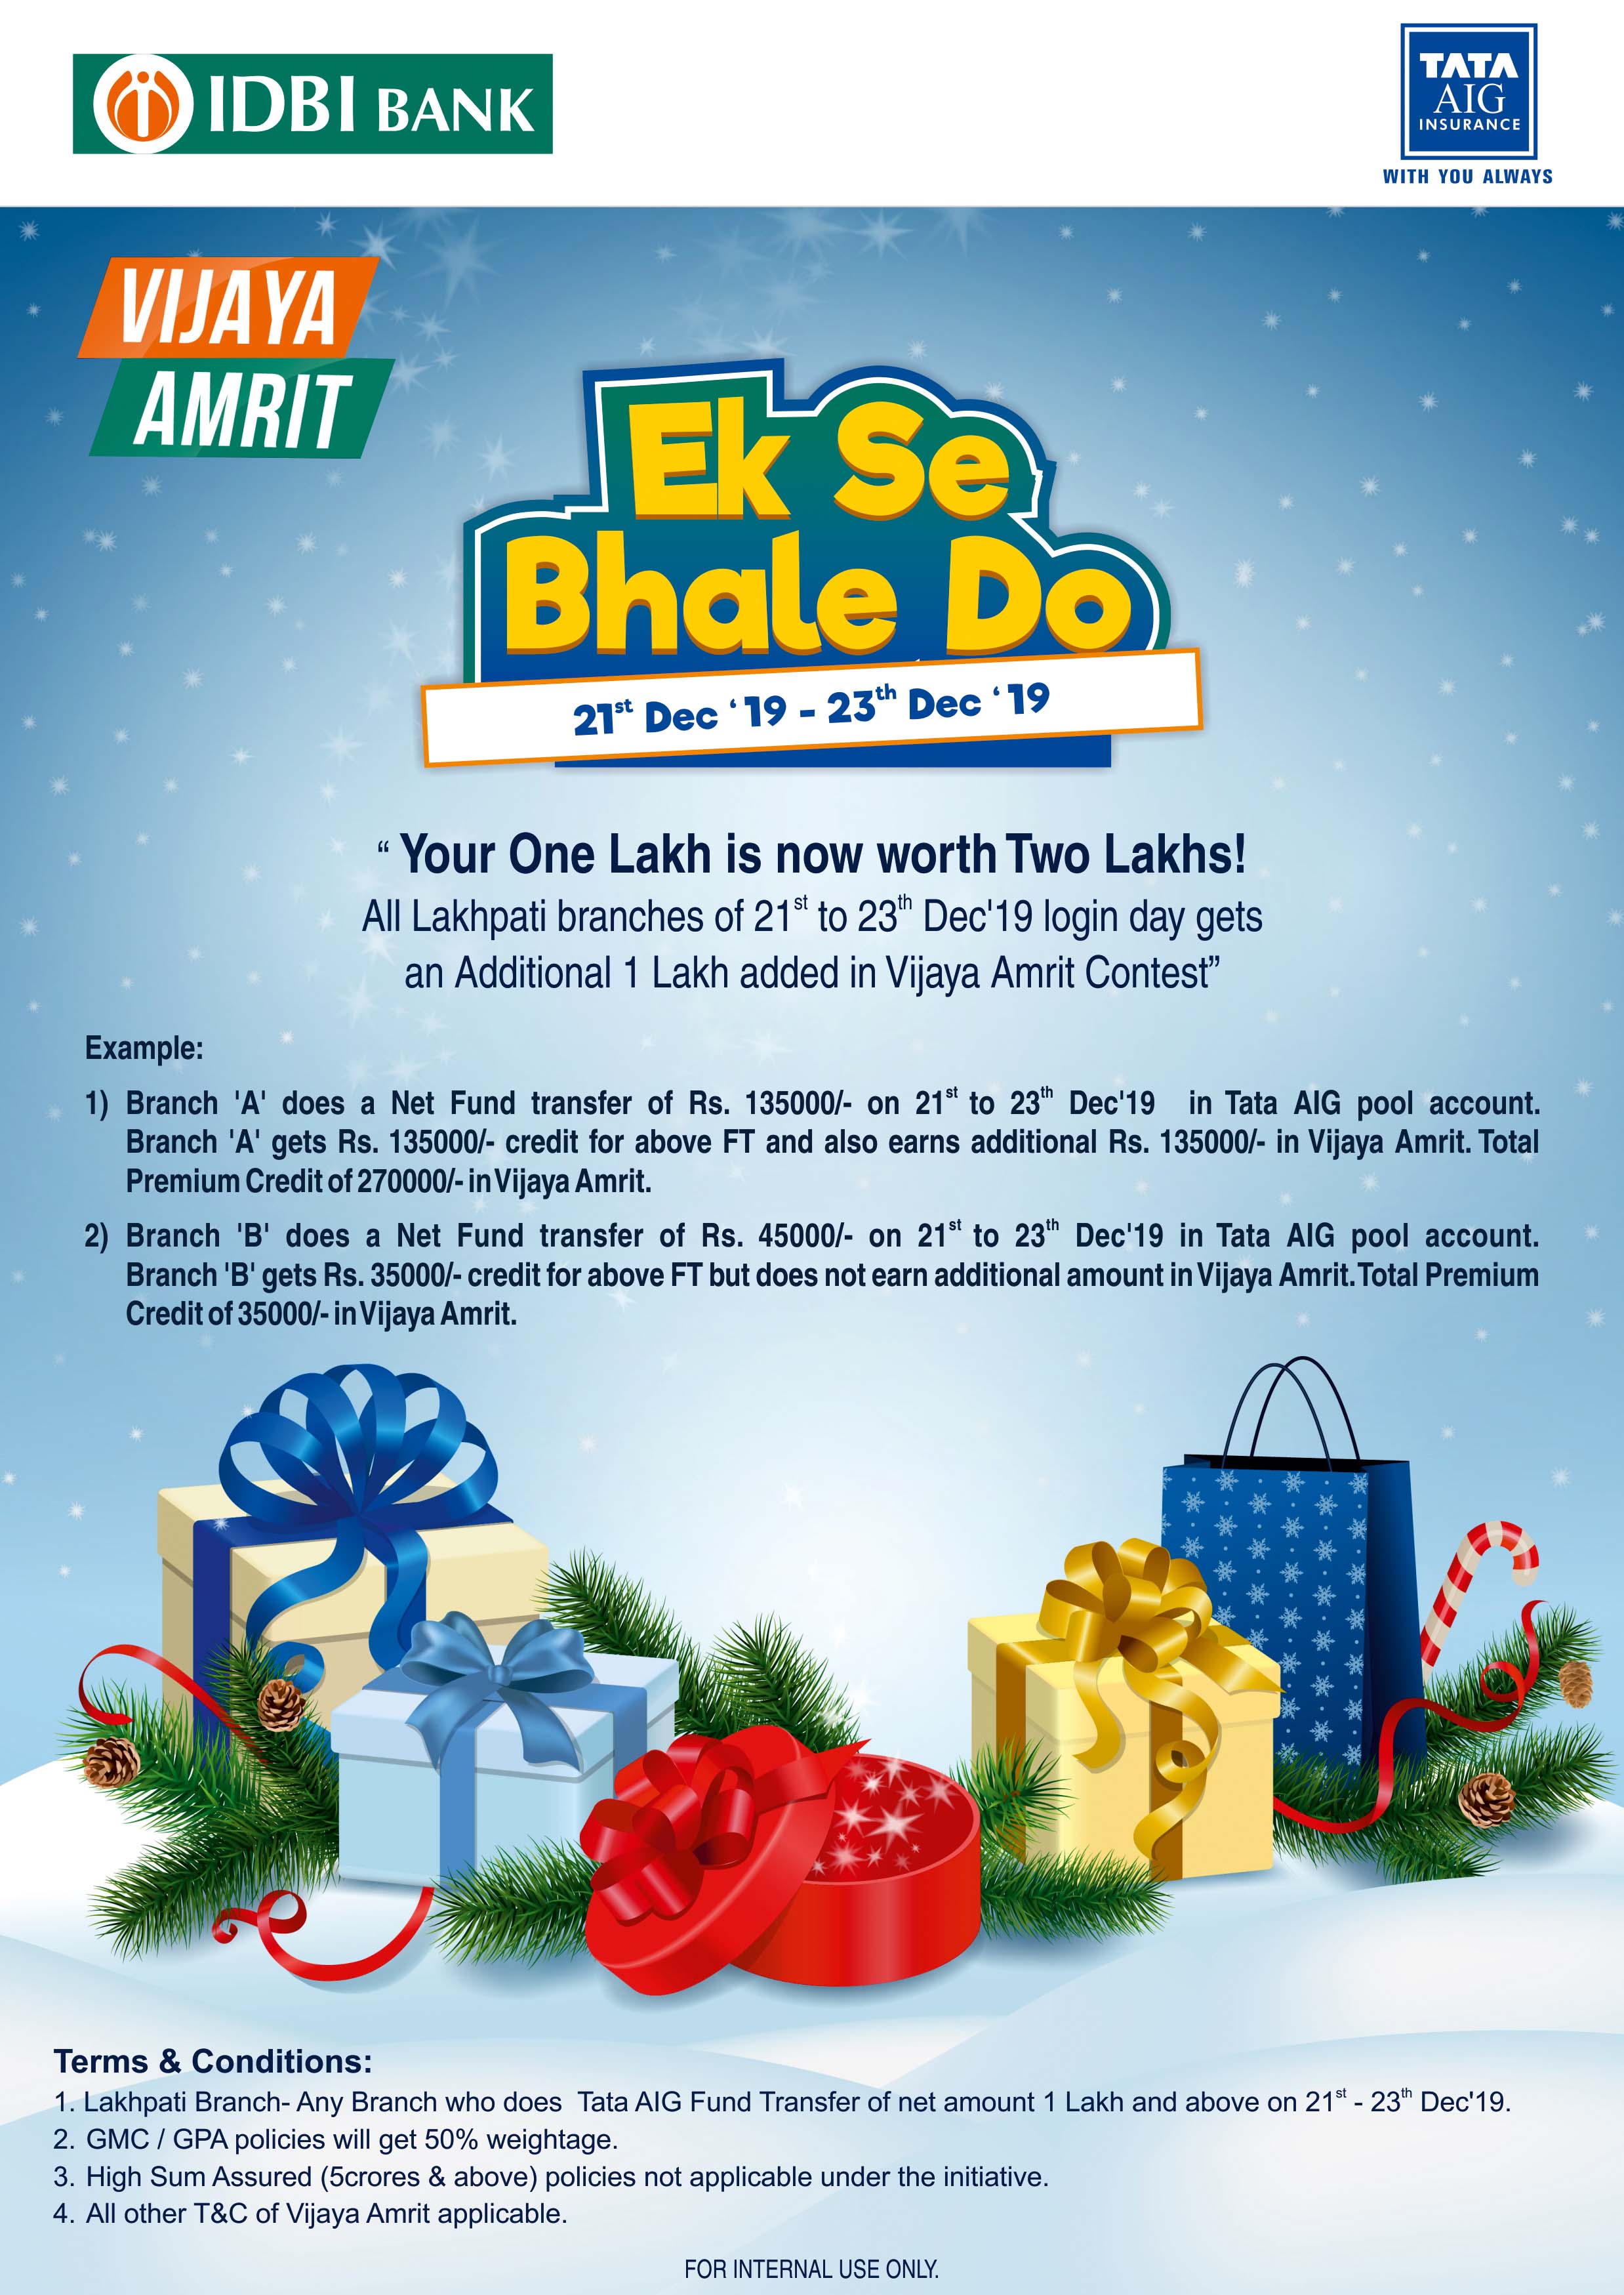 IDBI BANK
TATA
AIG
INSURANCE
WITH YOU ALWAYS
VIJAYA
AMRIT
Ek Se
Bhale Do
21st Dec ‘19 - 23th Dec ‘19
“ Your One Lakh is now worth Two Lakhs!
All Lakhpati branches of 21st to 23th Dec'19 login day gets
an Additional 1 Lakh added in Vijaya Amrit Contest”
Example:
1) Branch 'A' does a Net Fund transfer of Rs. 135000/- on 21st to 23th Dec'19 in Tata AIG pool account.
Branch 'A' gets Rs. 135000/- credit for above FT and also earns additional Rs. 135000/- in Vijaya Amrit. Total
Premium Credit of 270000/- in Vijaya Amrit.
2) Branch 'B' does a Net Fund transfer of Rs. 45000/- on 21st to 23th Dec'19 in Tata AIG pool account.
Branch 'B' gets Rs. 35000/- credit for above FT but does not earn additional amount in Vijaya Amrit. Total Premium
Credit of 35000/- in Vijaya Amrit.
Terms & Conditions:
1. Lakhpati Branch- Any Branch who does Tata AIG Fund Transfer of net amount 1 Lakh and above on 21st - 23th Dec'19.
2. GMC / GPA policies will get 50% weightage.
3. High Sum Assured (5crores & above) policies not applicable under the initiative.
4. All other T&C of Vijaya Amrit applicable.
FOR INTERNAL USE ONLY.